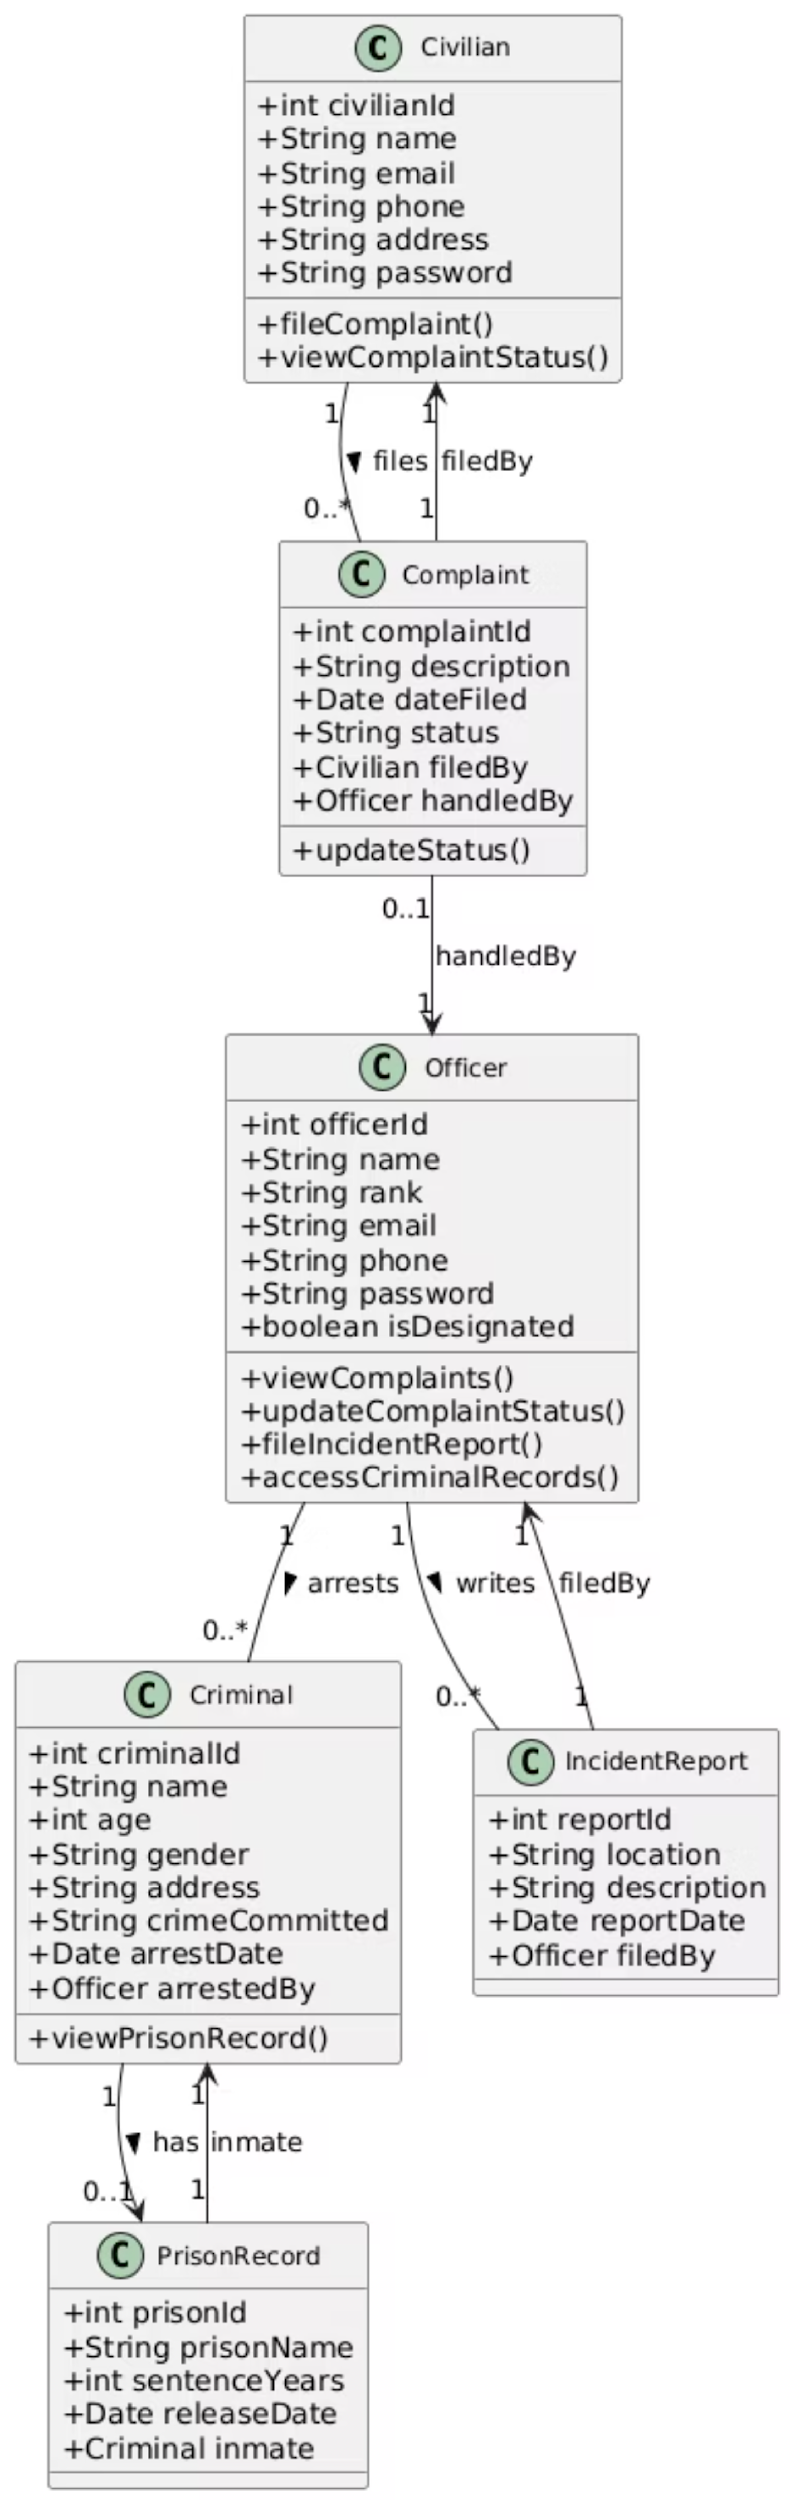 C Civilian
+int civilianId
+String name
+String email
+String phone
+String address
+String password
+fileComplaint()
+viewComplaintStatus()
1 1
files filedBy
0..* 1
C Complaint
+int complaintId
+String description
+Date dateFiled
+String status
+Civilian filedBy
+Officer handledBy
+updateStatus()
0..1
handledBy
1
C Officer
+int officerId
+String name
+String rank
+String email
+String phone
+String password
+boolean isDesignated
+viewComplaints()
+updateComplaintStatus()
+fileIncidentReport()
+accessCriminalRecords()
1 1 1
arrests writes filedBy
0..*
0..* 1
C Criminal
+int criminalId
+String name
+int age
+String gender
+String address
+String crimeCommitted
+Date arrestDate
+Officer arrestedBy
+viewPrisonRecord()
C IncidentReport
+int reportId
+String location
+String description
+Date reportDate
+Officer filedBy
1 1
has inmate
0..1 1
C PrisonRecord
+int prisonId
+String prisonName
+int sentenceYears
+Date releaseDate
+Criminal inmate